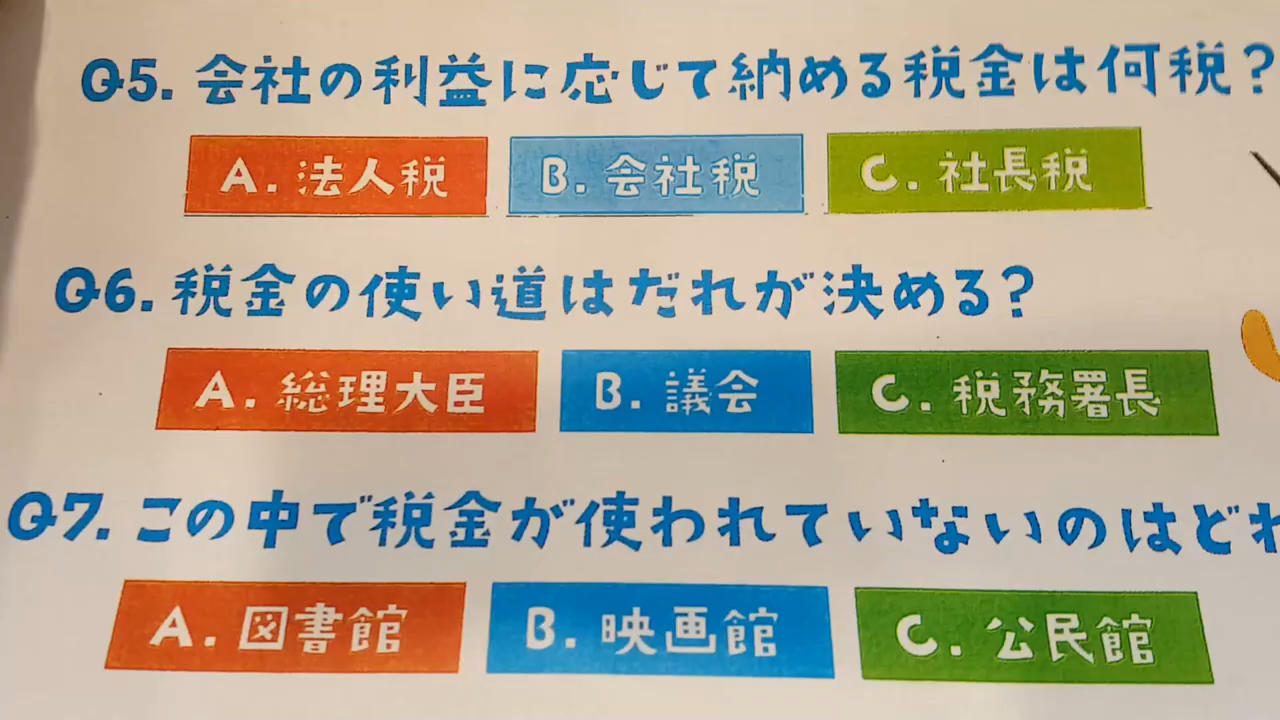 Q5. 会社の利益に応じて納める税金は何税?
A. 法人税 B. 会社税 C. 社長税
Q6. 税金の使い道はだれが決める?
A. 総理大臣 B. 議会 C. 税務署長
Q7. この中で税金が使われていないのはどれ
A. 図書館 B. 映画館 C. 公民館